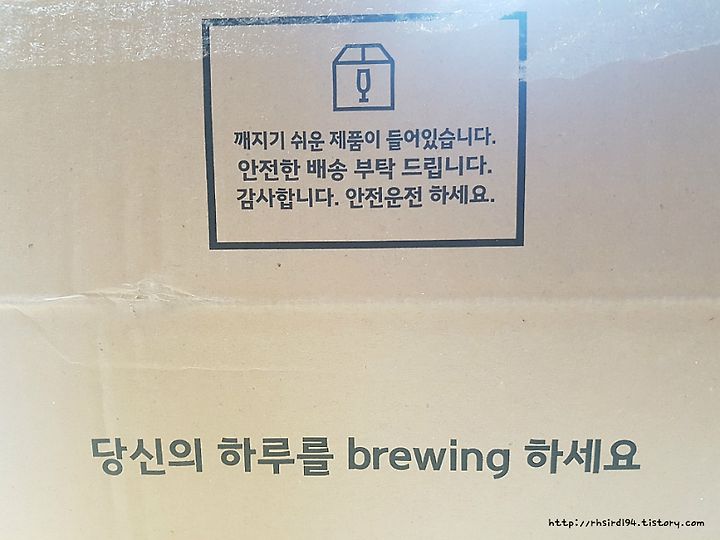 깨지기 쉬운 제품이 들어있습니다.
안전한 배송 부탁 드립니다.
감사합니다. 안전운전 하세요.
당신의 하루를 brewing 하세요
http://rhsird194.tistory.com